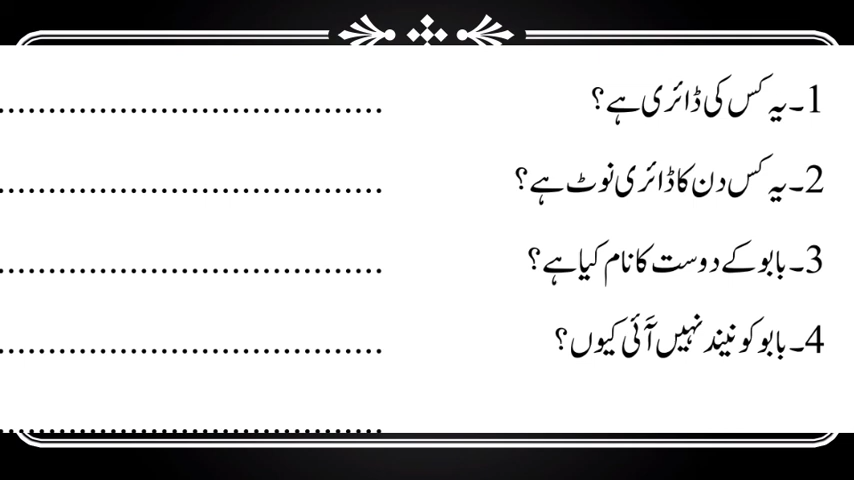 1۔یہ کس کی ڈائری ہے؟ ......................................
2۔یہ کس دن کا ڈائری نوٹ ہے؟ ......................................
3۔بابو کے دوست کا نام کیا ہے؟ ......................................
4۔بابو کو نیند نہیں آئی کیوں؟ ......................................
......................................